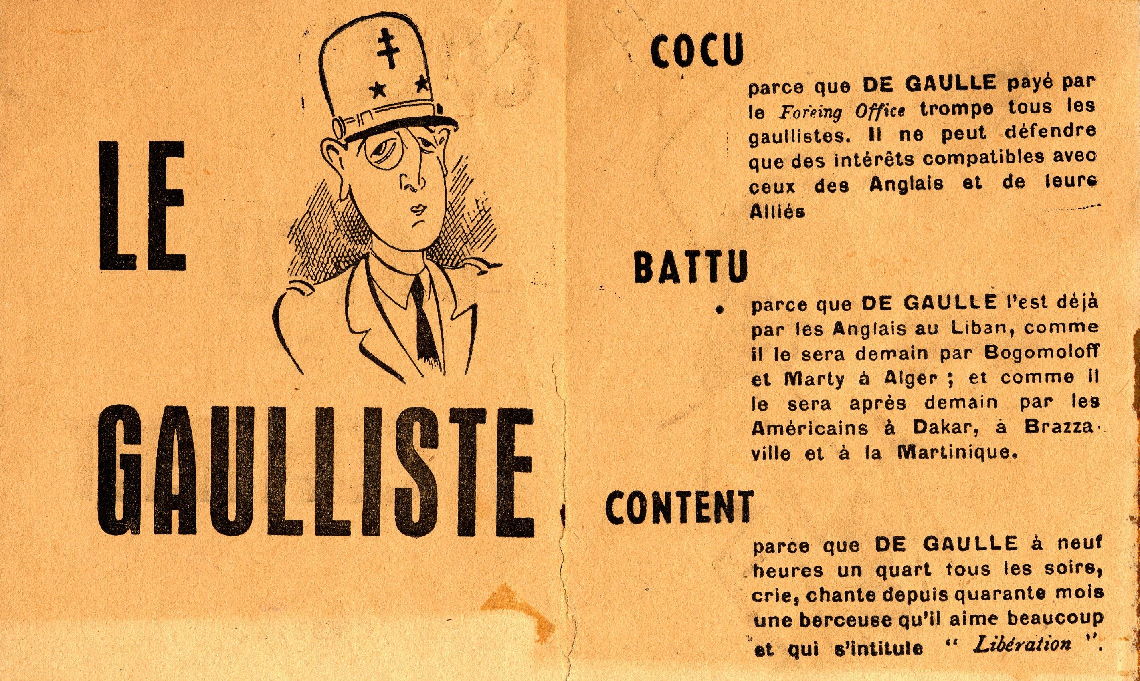 LE
GAULLISTE
COCU
parce que DE GAULLE payé par
le Foreing Office trompe tous les
gaullistes. Il ne peut défendre
que des intérêts compatibles avec
ceux des Anglais et de leurs
Alliés
BATTU
parce que DE GAULLE l'est déjà
par les Anglais au Liban, comme
il le sera demain par Bogomoloff
et Marty à Alger ; et comme il
le sera après demain par les
Américains à Dakar, à Brazza-
ville et à la Martinique.
CONTENT
parce que DE GAULLE à neuf
heures un quart tous les soirs,
crie, chante depuis quarante mois
une berceuse qu'il aime beaucoup
et qui s'intitule “ Libération ”.